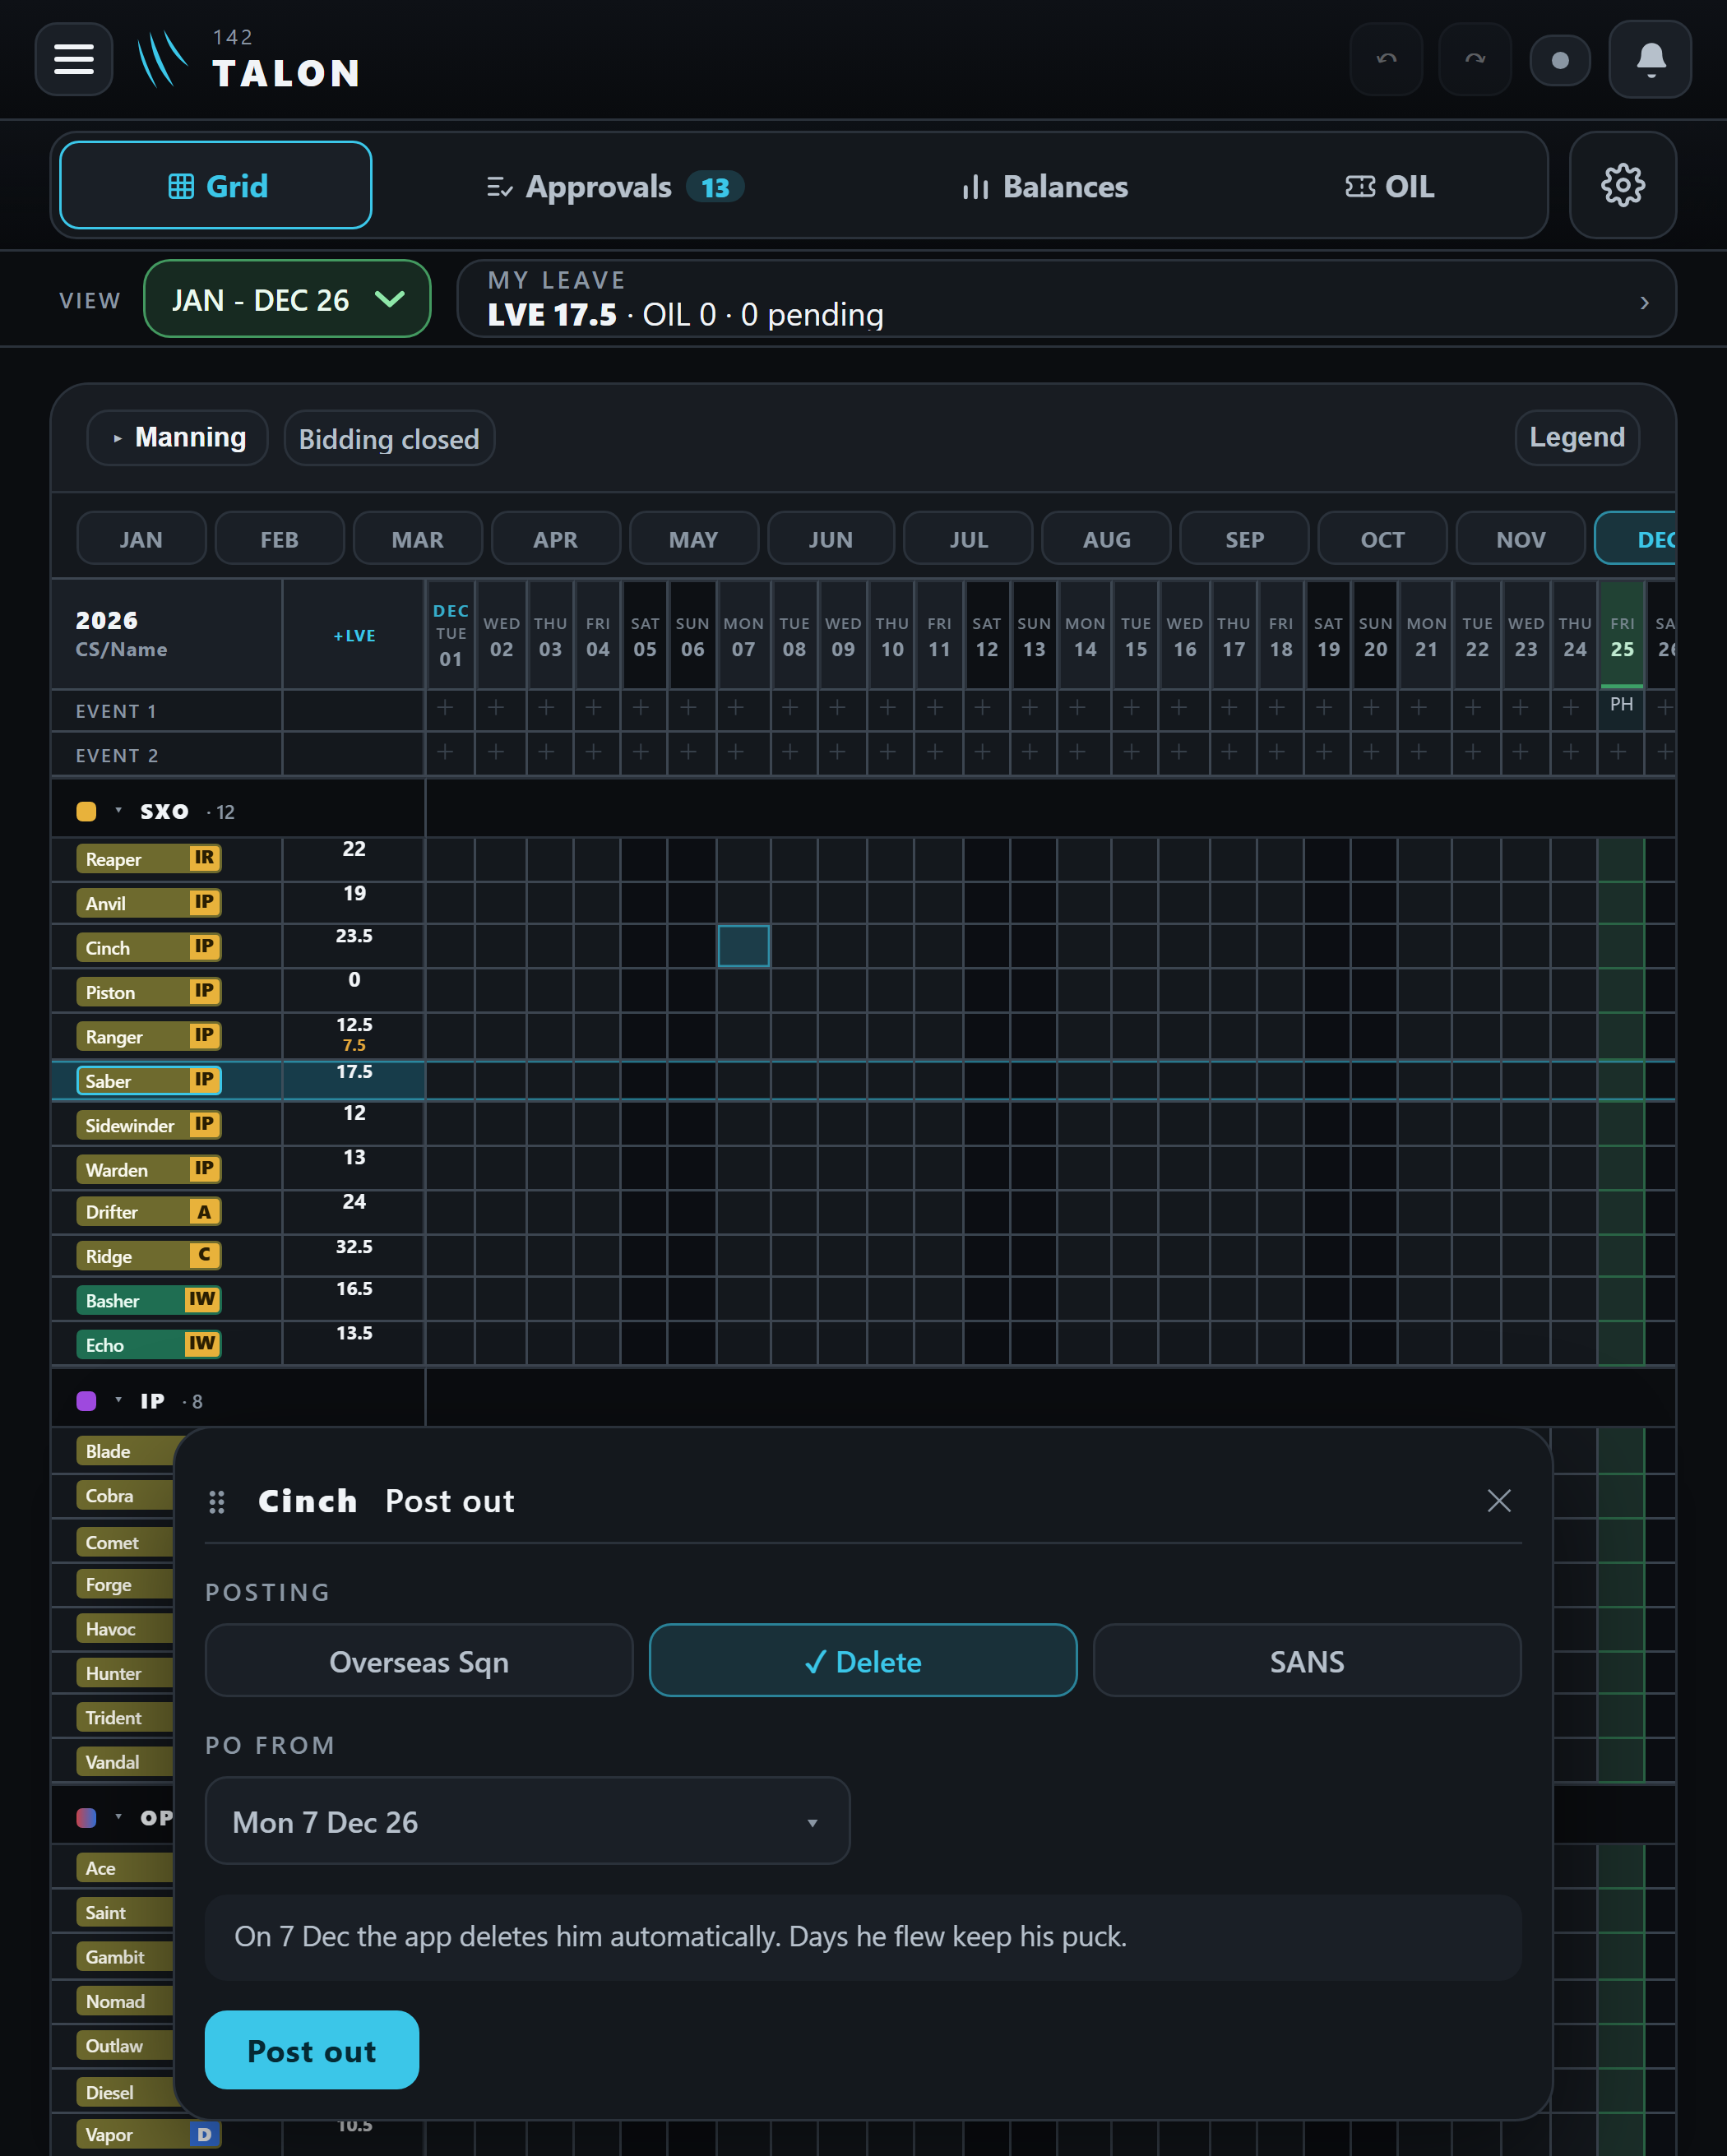 142
TALON
Grid
Approvals 13
Balances
OIL
VIEW
JAN - DEC 26
MY LEAVE
LVE 17.5 · OIL 0 · 0 pending
Manning
Bidding closed
Legend
JAN FEB MAR APR MAY JUN JUL AUG SEP OCT NOV DEC
2026
CS/Name
+LVE
DEC
TUE WED THU FRI SAT SUN MON TUE WED THU FRI SAT SUN MON TUE WED THU FRI SAT SUN MON TUE WED THU FRI SA
01 02 03 04 05 06 07 08 09 10 11 12 13 14 15 16 17 18 19 20 21 22 23 24 25 26
EVENT 1 + + + + + + + + + + + + + + + + + + + + + + + + PH +
EVENT 2 + + + + + + + + + + + + + + + + + + + + + + + + + +
SXO · 12
Reaper IR 22
Anvil IP 19
Cinch IP 23.5
Piston IP 0
Ranger IP 12.5
7.5
Saber IP 17.5
Sidewinder IP 12
Warden IP 13
Drifter A 24
Ridge C 32.5
Basher IW 16.5
Echo IW 13.5
IP · 8
Blade
Cobra
Comet
Forge
Havoc
Hunter
Trident
Vandal
OP
Ace
Saint
Gambit
Nomad
Outlaw
Diesel
Vapor D 10.5
Cinch Post out
POSTING
Overseas Sqn
✓ Delete
SANS
PO FROM
Mon 7 Dec 26
On 7 Dec the app deletes him automatically. Days he flew keep his puck.
Post out